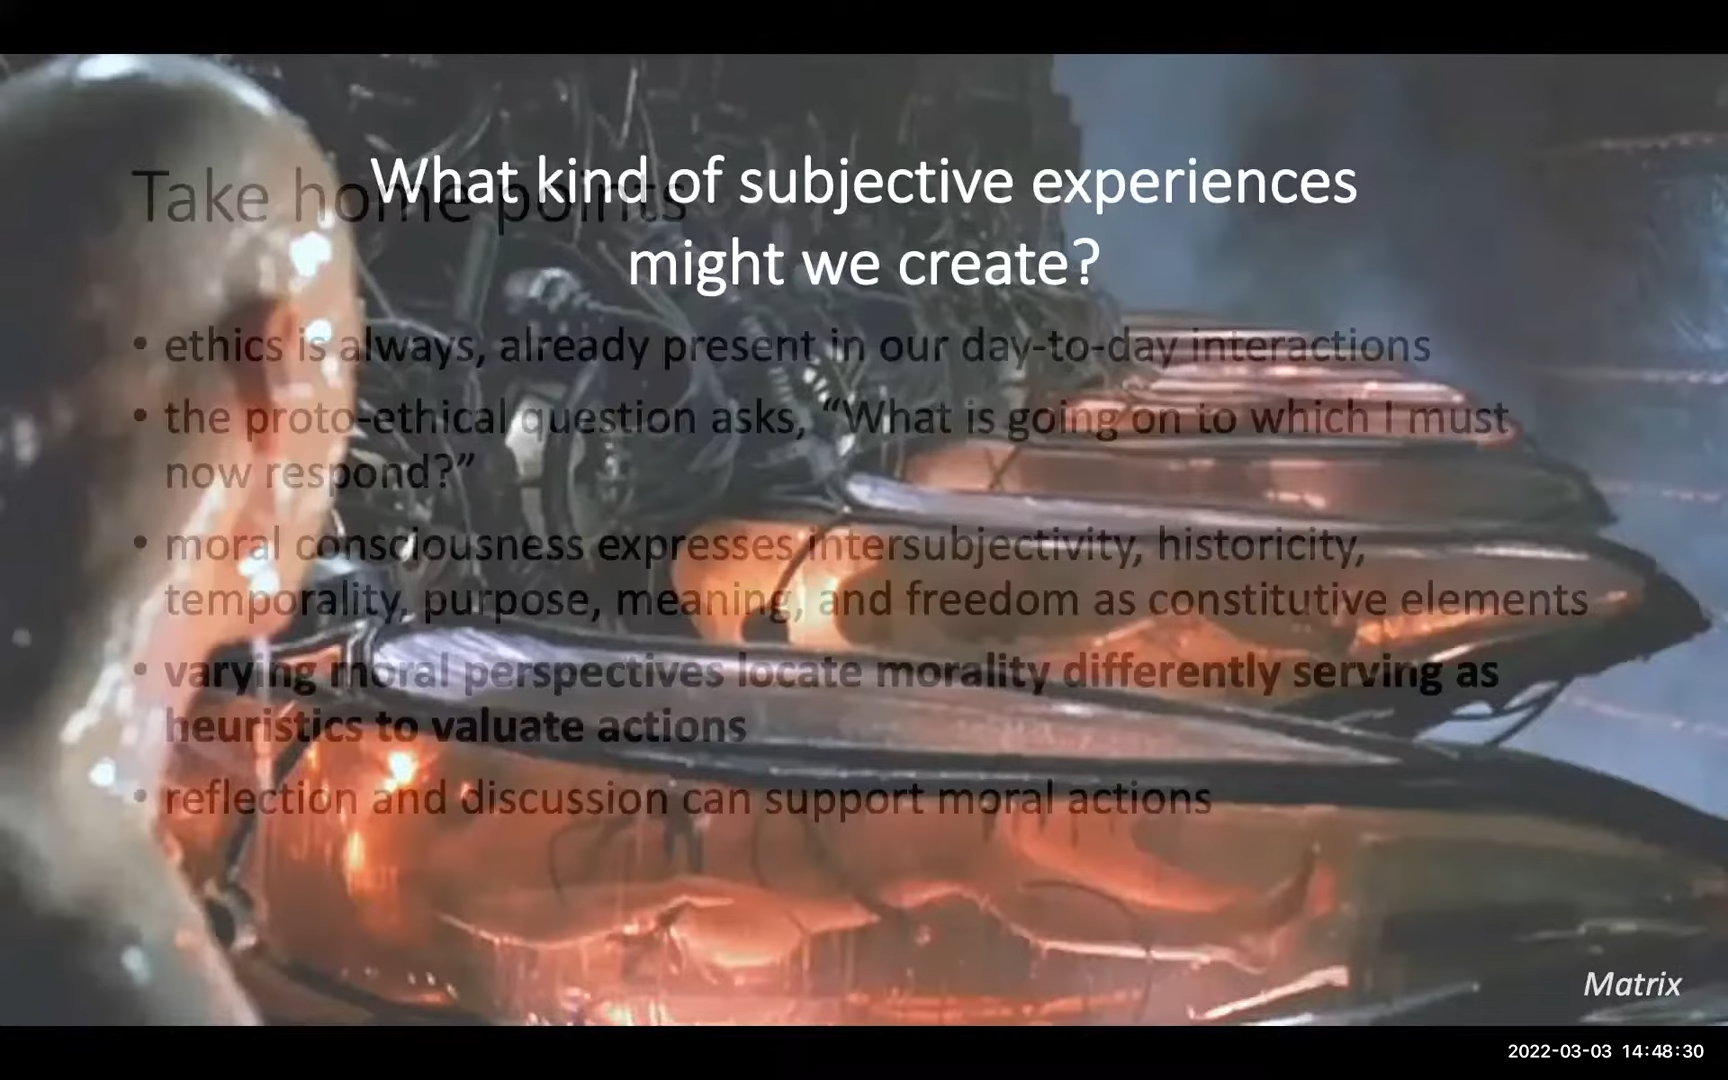 What kind of subjective experiences
might we create?
Take home points
• ethics is always, already present in our day-to-day interactions
• the proto-ethical question asks, “What is going on to which I must
now respond?”
• moral consciousness expresses intersubjectivity, historicity,
temporality, purpose, meaning, and freedom as constitutive elements
• varying moral perspectives locate morality differently serving as
heuristics to valuate actions
• reflection and discussion can support moral actions
Matrix
2022-03-03 14:48:30